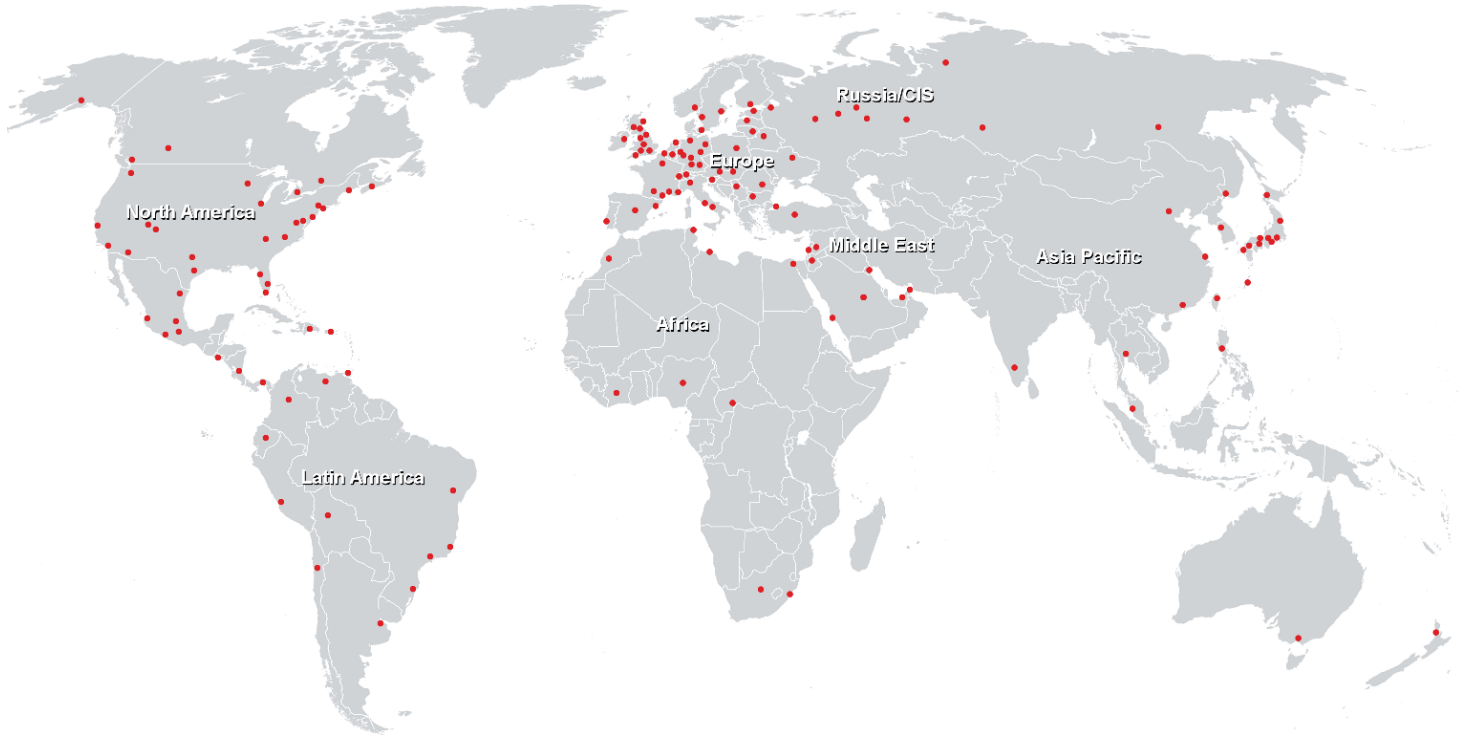 Russia/CIS
Europe
North America
Middle East
Asia Pacific
Africa
Latin America